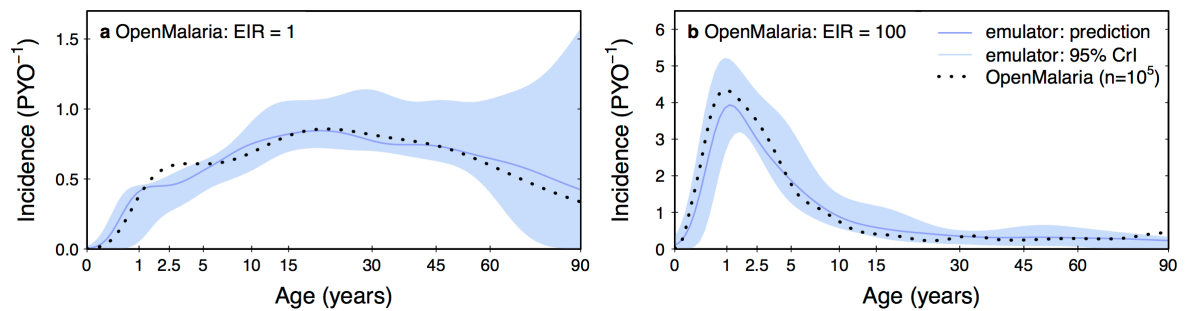 a OpenMalaria: EIR = 1
1.5
1.0
0.5
0.0
Incidence (PYO⁻¹)
0 1 2.5 5 10 15 30 45 60 90
Age (years)
b OpenMalaria: EIR = 100
emulator: prediction
emulator: 95% CrI
OpenMalaria (n=10⁵)
6
5
4
3
2
1
0
Incidence (PYO⁻¹)
0 1 2.5 5 10 15 30 45 60 90
Age (years)